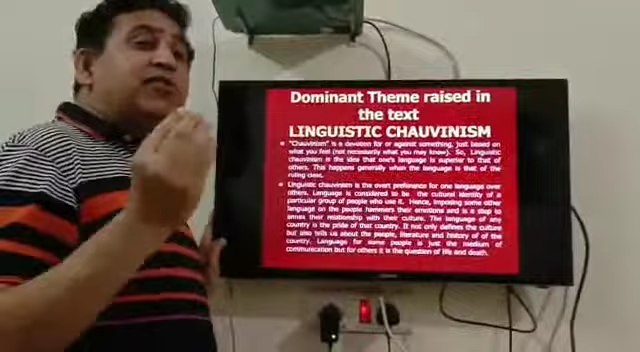 Dominant Theme raised in
the text
LINGUISTIC CHAUVINISM
"Chauvinism" is a devotion for or against something, just based on
what you feel (not necessarily what you may know). So, Linguistic
chauvinism is the idea that one's language is superior to that of
others. This happens generally when the language is that of the
ruling class.
Linguistic chauvinism is the overt preference for one language over
others. Language is considered to be the cultural identity of a
particular group of people who use it. Hence, imposing some other
language on the people hammers their emotions and is a step to
their relationship with their culture. The language of any
country is the pride of that country. It not only defines the culture
but also tells us about the people, literature and history of of the
country. Language for some people is just the medium of
communication but for others it is the question of life and death.